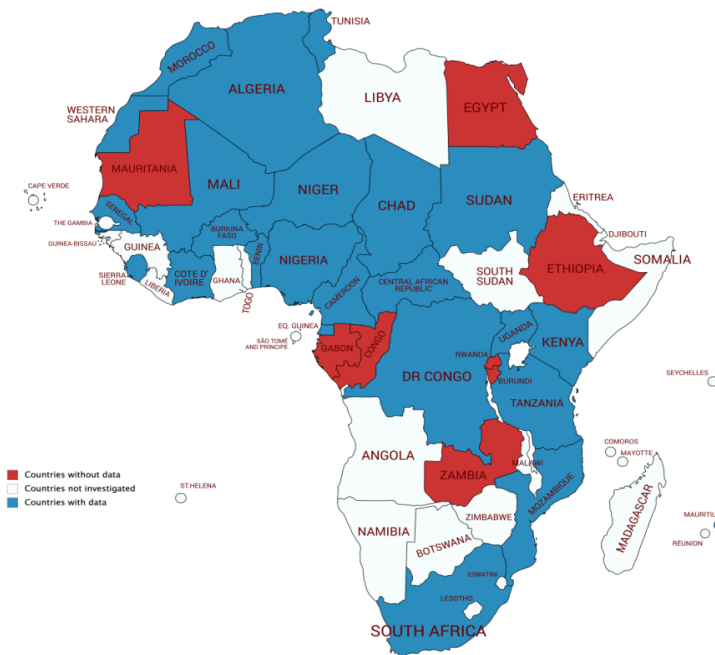 TUNISIA
MOROCCO
ALGERIA
LIBYA
EGYPT
WESTERN
SAHARA
MAURITANIA
MALI
NIGER
CHAD
SUDAN
ERITREA
CAPE VERDE
SENEGAL
THE GAMBIA
GUINEA-BISSAU
GUINEA
BURKINA
FASO
BENIN
NIGERIA
DJIBOUTI
SOMALIA
ETHIOPIA
SOUTH
SUDAN
SIERRA
LEONE
LIBERIA
COTE D'
IVOIRE
GHANA
TOGO
CAMEROON
CENTRAL AFRICAN
REPUBLIC
EQ. GUINEA
SÃO TOMÉ
AND PRÍNCIPE
GABON
CONGO
UGANDA
KENYA
RWANDA
DR CONGO
BURUNDI
TANZANIA
SEYCHELLES
ANGOLA
ZAMBIA
MALAWI
MOZAMBIQUE
COMOROS
MAYOTTE
Countries without data
Countries not investigated
Countries with data
ST.HELENA
NAMIBIA
ZIMBABWE
BOTSWANA
MADAGASCAR
MAURITIU
RÉUNION
ESWATINI
LESOTHO
SOUTH AFRICA